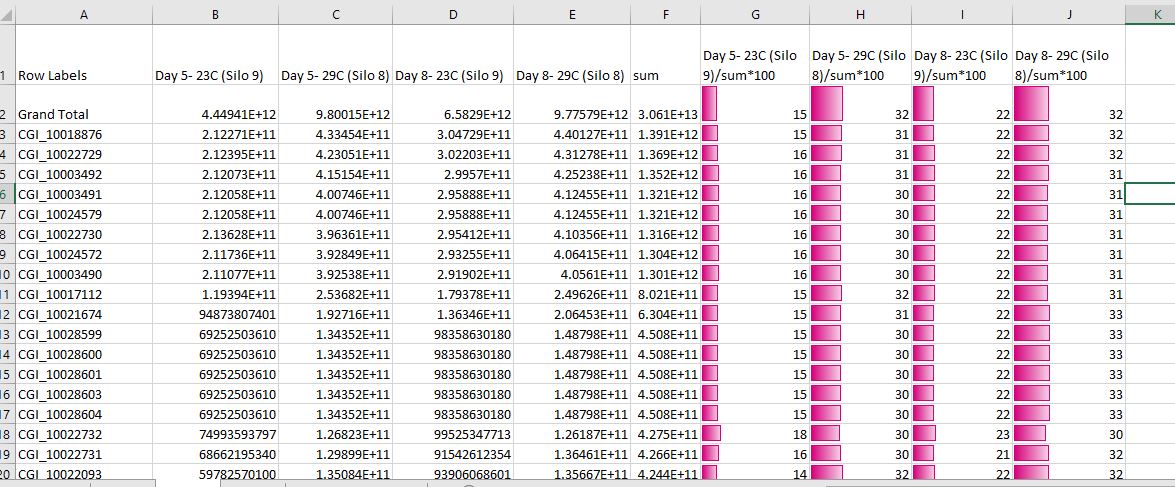 A B C D E F G H I J K
1 Row Labels Day 5- 23C (Silo 9) Day 5- 29C (Silo 8) Day 8- 23C (Silo 9) Day 8- 29C (Silo 8) sum Day 5- 23C (Silo 9)/sum*100 Day 5- 29C (Silo 8)/sum*100 Day 8- 23C (Silo 9)/sum*100 Day 8- 29C (Silo 8)/sum*100
2 Grand Total 4.44941E+12 9.80015E+12 6.5829E+12 9.77579E+12 3.061E+13 15 32 22 32
3 CGI_10018876 2.12271E+11 4.33454E+11 3.04729E+11 4.40127E+11 1.391E+12 15 31 22 32
4 CGI_10022729 2.12395E+11 4.23051E+11 3.02203E+11 4.31278E+11 1.369E+12 16 31 22 32
5 CGI_10003492 2.12073E+11 4.15154E+11 2.9957E+11 4.25238E+11 1.352E+12 16 31 22 31
6 CGI_10003491 2.12058E+11 4.00746E+11 2.95888E+11 4.12455E+11 1.321E+12 16 30 22 31
7 CGI_10024579 2.12058E+11 4.00746E+11 2.95888E+11 4.12455E+11 1.321E+12 16 30 22 31
8 CGI_10022730 2.13628E+11 3.96361E+11 2.95412E+11 4.10356E+11 1.316E+12 16 30 22 31
9 CGI_10024572 2.11736E+11 3.92849E+11 2.93255E+11 4.06415E+11 1.304E+12 16 30 22 31
10 CGI_10003490 2.11077E+11 3.92538E+11 2.91902E+11 4.0561E+11 1.301E+12 16 30 22 31
11 CGI_10017112 1.19394E+11 2.53682E+11 1.79378E+11 2.49626E+11 8.021E+11 15 32 22 31
12 CGI_10021674 94873807401 1.92716E+11 1.36346E+11 2.06453E+11 6.304E+11 15 31 22 33
13 CGI_10028599 69252503610 1.34352E+11 98358630180 1.48798E+11 4.508E+11 15 30 22 33
14 CGI_10028600 69252503610 1.34352E+11 98358630180 1.48798E+11 4.508E+11 15 30 22 33
15 CGI_10028601 69252503610 1.34352E+11 98358630180 1.48798E+11 4.508E+11 15 30 22 33
16 CGI_10028603 69252503610 1.34352E+11 98358630180 1.48798E+11 4.508E+11 15 30 22 33
17 CGI_10028604 69252503610 1.34352E+11 98358630180 1.48798E+11 4.508E+11 15 30 22 33
18 CGI_10022732 74993593797 1.26823E+11 99525347713 1.26187E+11 4.275E+11 18 30 23 30
19 CGI_10022731 68662195340 1.29899E+11 91542612354 1.36461E+11 4.266E+11 16 30 21 32
20 CGI_10022093 59782570100 1.35084E+11 93906068601 1.35667E+11 4.244E+11 14 32 22 32